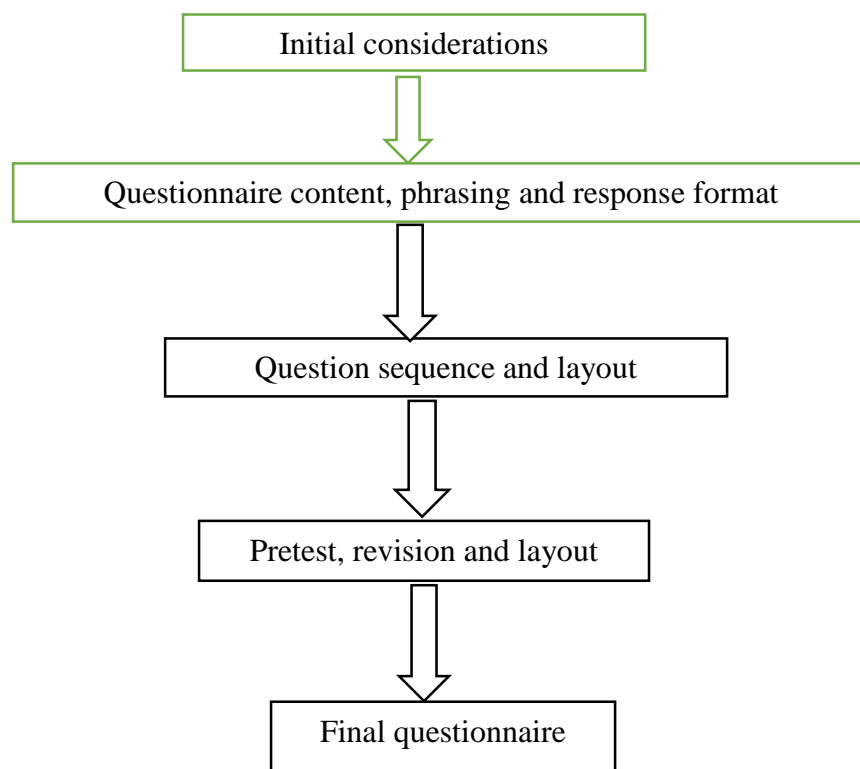 Initial considerations
Questionnaire content, phrasing and response format
Question sequence and layout
Pretest, revision and layout
Final questionnaire